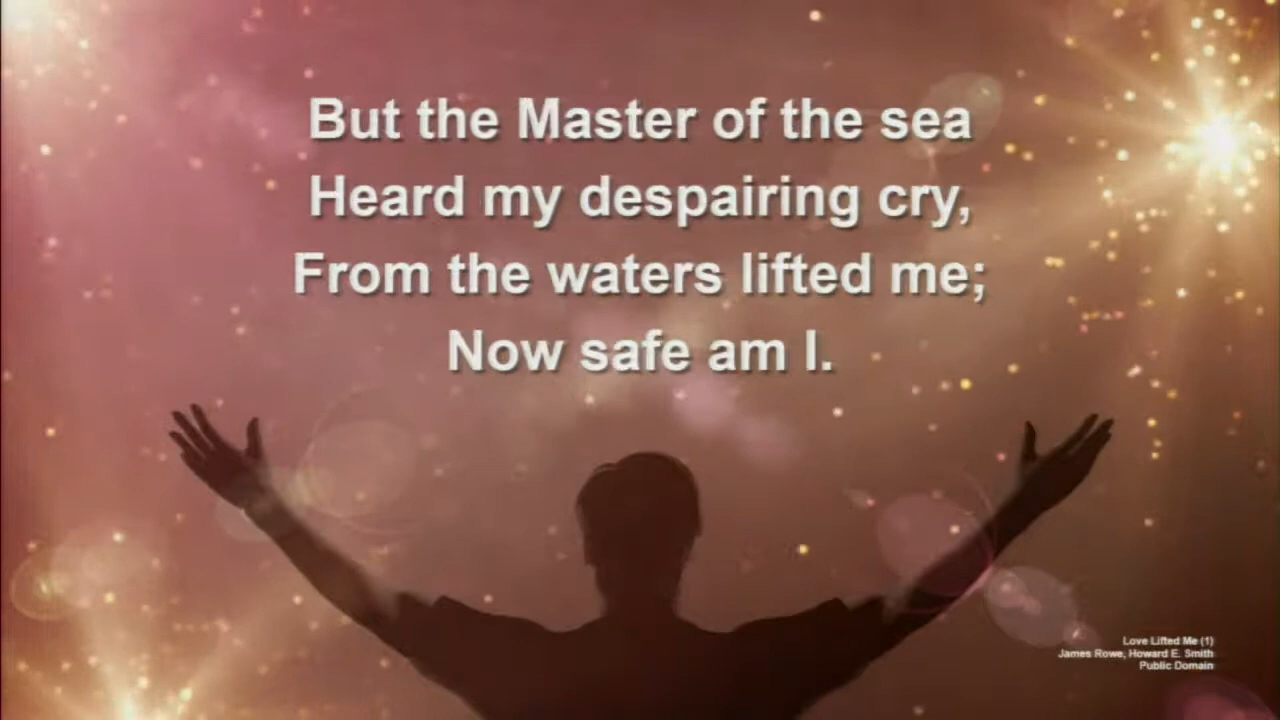 But the Master of the sea
Heard my despairing cry,
From the waters lifted me;
Now safe am I.
Love Lifted Me (1)
James Rowe, Howard E. Smith
Public Domain